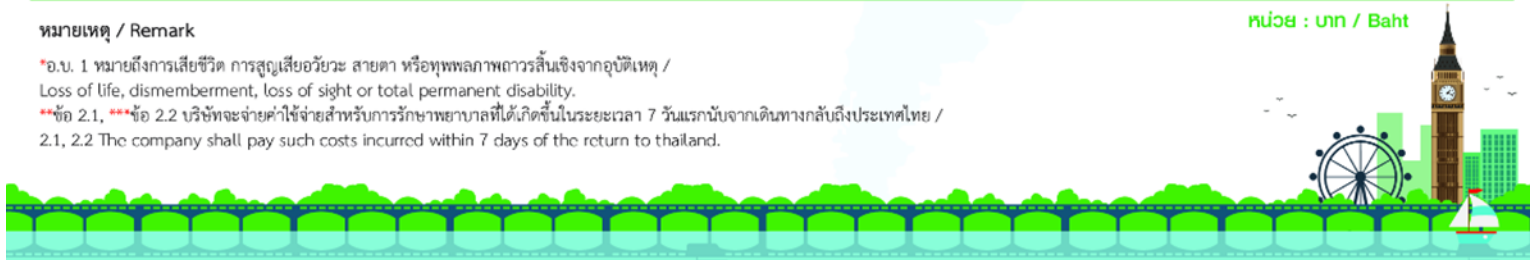 หน่วย : บาท / Baht
หมายเหตุ / Remark
*อ.บ. 1 หมายถึงการเสียชีวิต การสูญเสียอวัยวะ สายตา หรือทุพพลภาพถาวรสิ้นเชิงจากอุบัติเหตุ /
Loss of life, dismemberment, loss of sight or total permanent disability.
**ข้อ 2.1, ***ข้อ 2.2 บริษัทจะจ่ายค่าใช้จ่ายสำหรับการรักษาพยาบาลที่ได้เกิดขึ้นในระยะเวลา 7 วันแรกนับจากเดินทางกลับถึงประเทศไทย /
2.1, 2.2 The company shall pay such costs incurred within 7 days of the return to thailand.